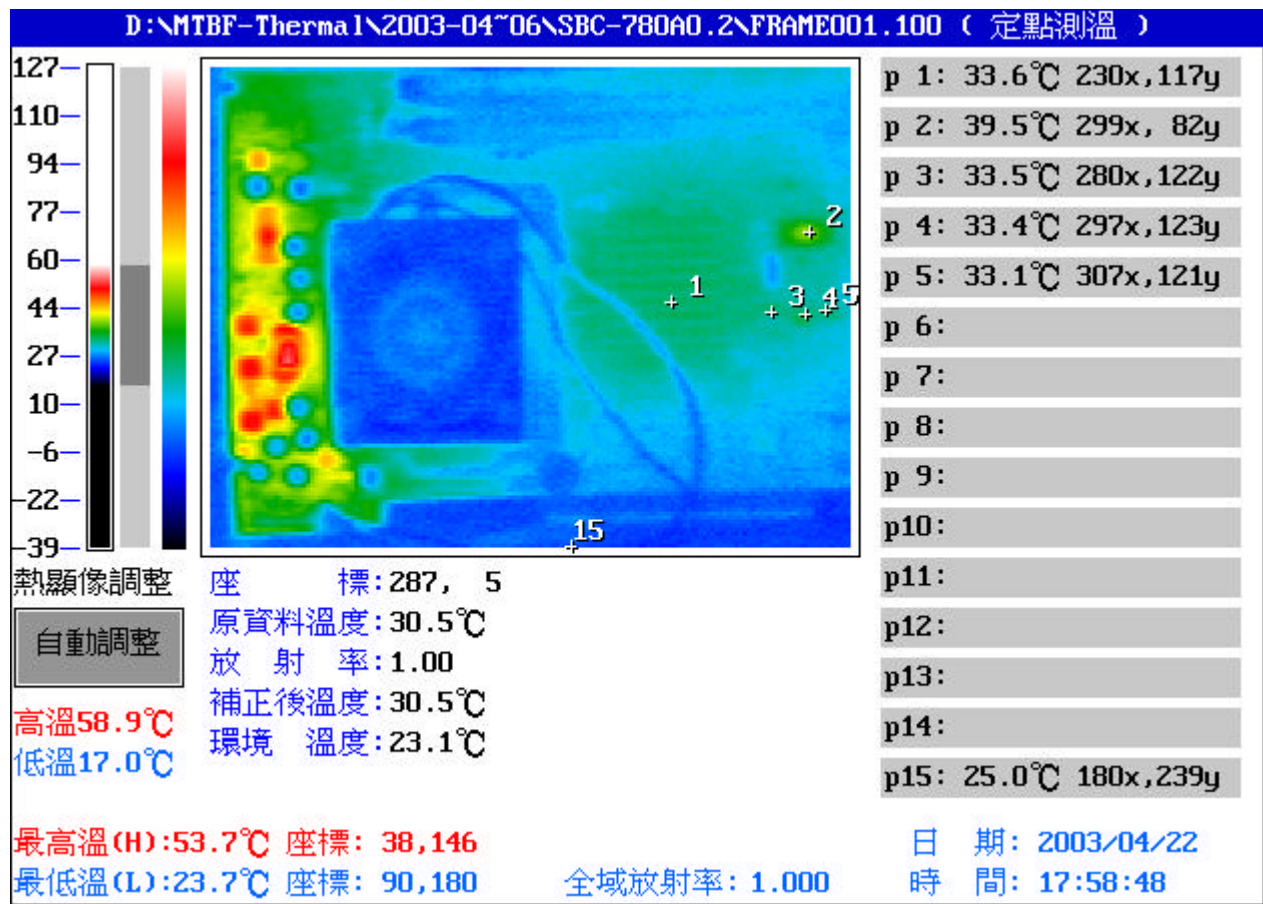 D:\MTBF-Thermal\2003-04~06\SBC-780A0.2\FRAME001.100 ( 定點測溫 )
127
110
94
77
60
44
27
10
-6
-22
-39
1
2
3
4
5
15
p 1: 33.6℃ 230x,117y
p 2: 39.5℃ 299x, 82y
p 3: 33.5℃ 280x,122y
p 4: 33.4℃ 297x,123y
p 5: 33.1℃ 307x,121y
p 6:
p 7:
p 8:
p 9:
p10:
p11:
p12:
p13:
p14:
p15: 25.0℃ 180x,239y
熱顯像調整
自動調整
高溫58.9℃
低溫17.0℃
座 標:287, 5
原資料溫度:30.5℃
放 射 率:1.00
補正後溫度:30.5℃
環境 溫度:23.1℃
最高溫(H):53.7℃ 座標: 38,146
最低溫(L):23.7℃ 座標: 90,180
全域放射率: 1.000
日 期: 2003/04/22
時 間: 17:58:48